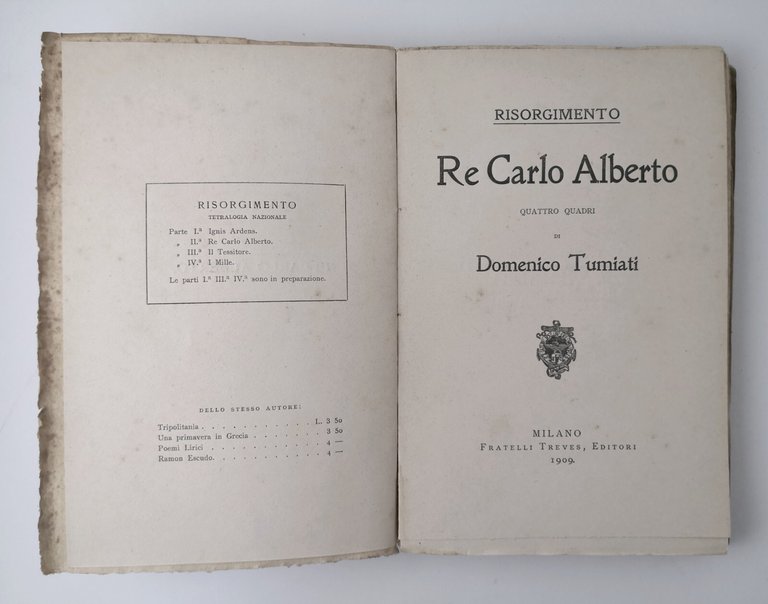 RISORGIMENTO
TETRALOGIA NAZIONALE
Parte I.ª Ignis Ardens.
„ II.ª Re Carlo Alberto.
„ III.ª Il Tessitore.
„ IV.ª I Mille.
Le parti I.ª III.ª IV.ª sono in preparazione.
DELLO STESSO AUTORE:
Tripolitania . . . . . . . . . . . . L. 3 50
Una primavera in Grecia . . . . . . . 3 50
Poemi Lirici . . . . . . . . . . . . 4 —
Ramon Escudo. . . . . . . . . . . . 4 —
RISORGIMENTO
Re Carlo Alberto
QUATTRO QUADRI
DI
Domenico Tumiati
MILANO
FRATELLI TREVES, EDITORI
1909.